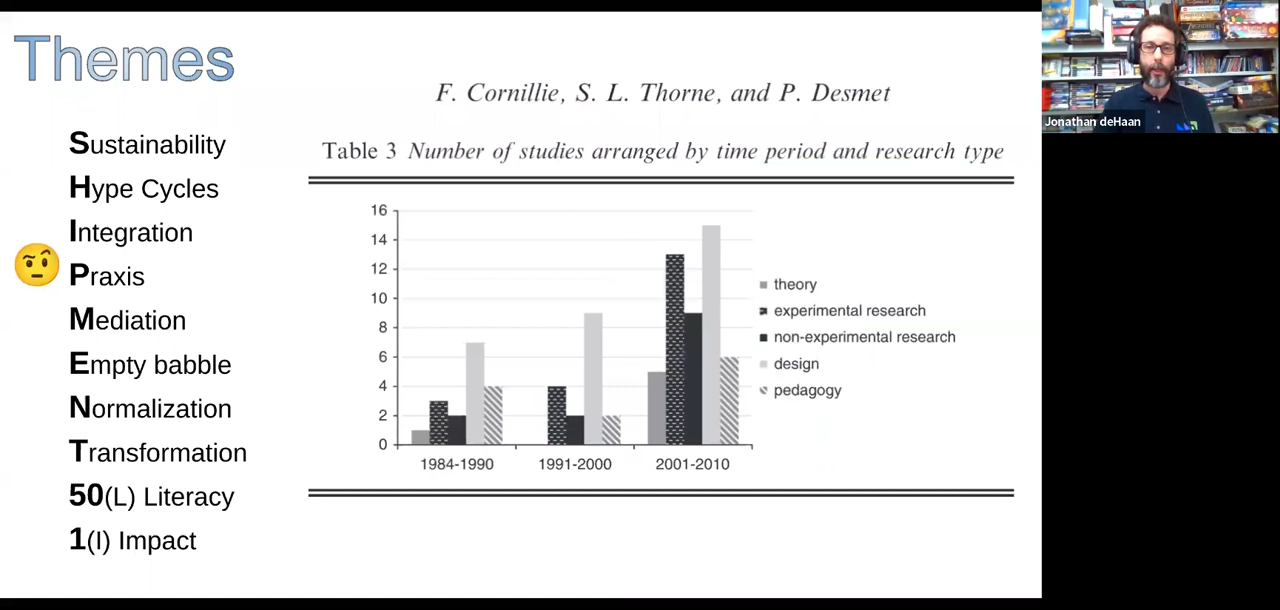 Themes
Sustainability
Hype Cycles
Integration
Praxis
Mediation
Empty babble
Normalization
Transformation
50(L) Literacy
1(I) Impact
F. Cornillie, S. L. Thorne, and P. Desmet
Table 3 Number of studies arranged by time period and research type
16
14
12
10
8
6
4
2
0
1984-1990 1991-2000 2001-2010
theory
experimental research
non-experimental research
design
pedagogy
Jonathan deHaan